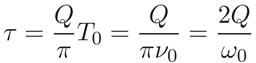 τ = Q/π T₀ = Q/πν₀ = 2Q/ω₀